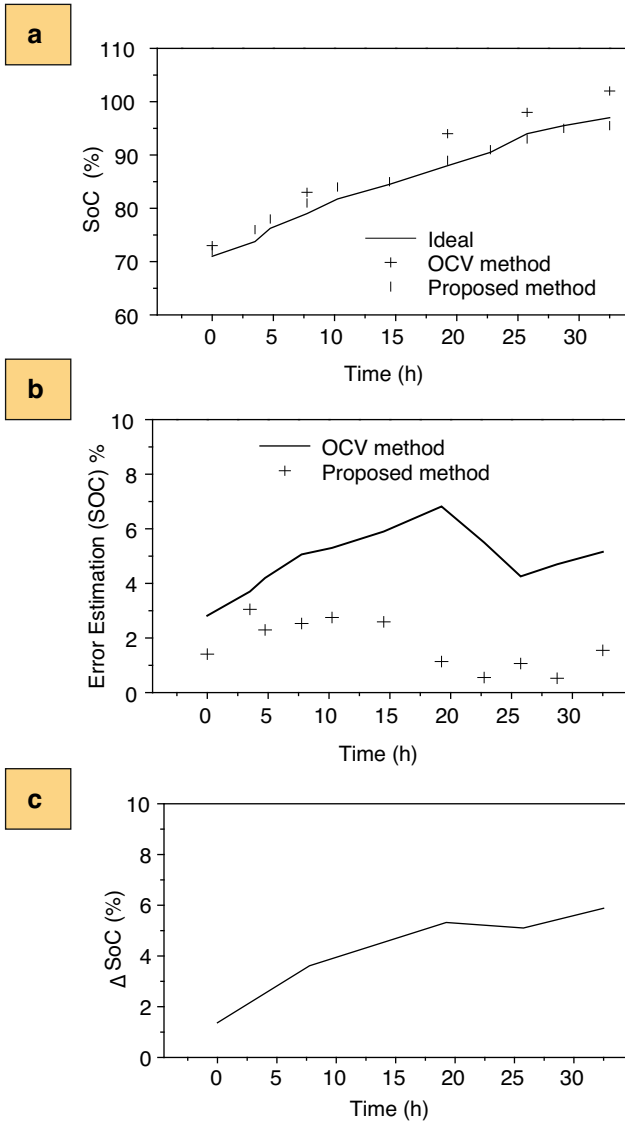 a
110
100
90
80
70
60
SoC (%)
Ideal
OCV method
Proposed method
0 5 10 15 20 25 30
Time (h)
b
10
8
6
4
2
0
Error Estimation (SOC) %
OCV method
Proposed method
0 5 10 15 20 25 30
Time (h)
c
10
8
6
4
2
0
Δ SoC (%)
0 5 10 15 20 25 30
Time (h)